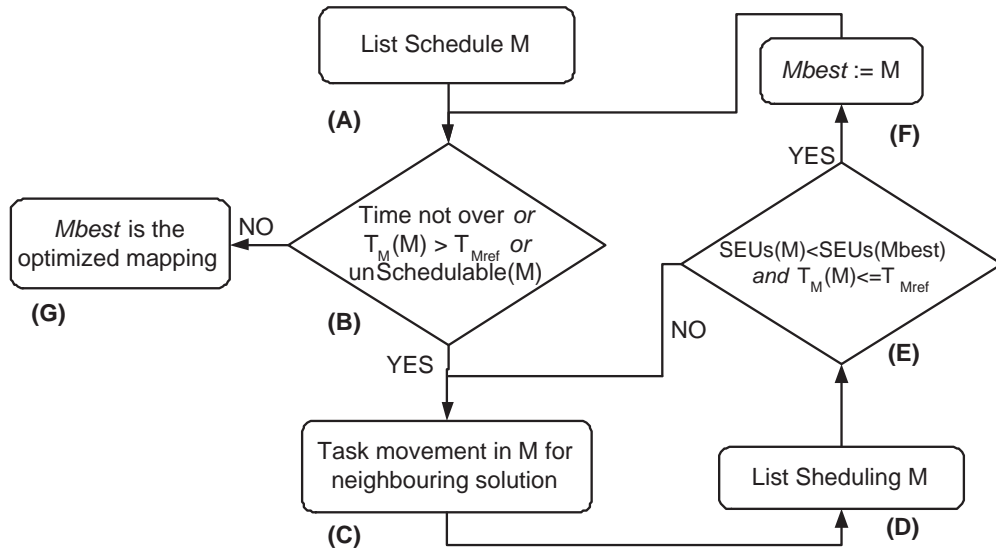 List Schedule M
(A)
Mbest := M
(F)
YES
Time not over or
T_M(M) > T_Mref or
unSchedulable(M)
(B)
NO
Mbest is the
optimized mapping
(G)
SEUs(M)<SEUs(Mbest)
and T_M(M)<=T_Mref
(E)
NO
YES
Task movement in M for
neighbouring solution
(C)
List Sheduling M
(D)